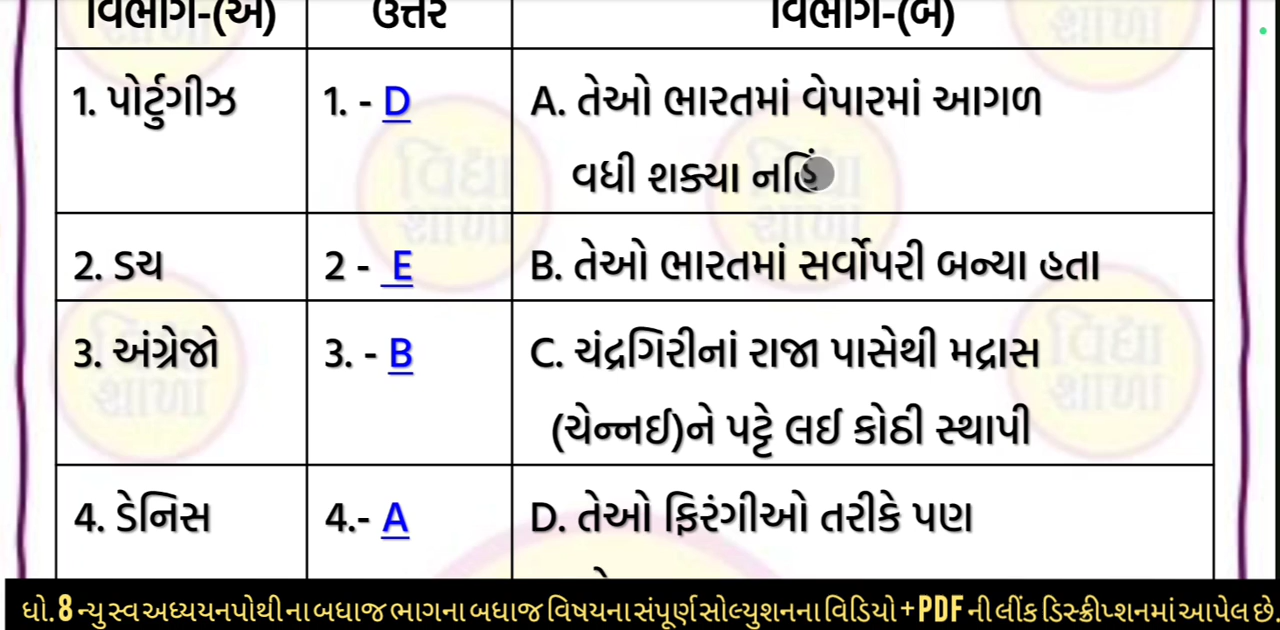 વિભાગ-(અ) ઉત્તર વિભાગ-(બ)
1. પોર્ટુગીઝ 1. - D A. તેઓ ભારતમાં વેપારમાં આગળ
વધી શક્યા નહિં
2. ડચ 2 - E B. તેઓ ભારતમાં સર્વોપરી બન્યા હતા
3. અંગ્રેજો 3. - B C. ચંદ્રગિરીનાં રાજા પાસેથી મદ્રાસ
(ચેન્નઈ)ને પટ્ટે લઈ કોઠી સ્થાપી
4. ડેનિસ 4.- A D. તેઓ ફિરંગીઓ તરીકે પણ
ધો. 8 ન્યુ સ્વઅધ્યયનપોથી ના બધાજ ભાગના બધાજ વિષયના સંપૂર્ણ સોલ્યુશનના વિડિયો + PDF ની લીંક ડિસ્ક્રીપ્શનમાં આપેલ છે.